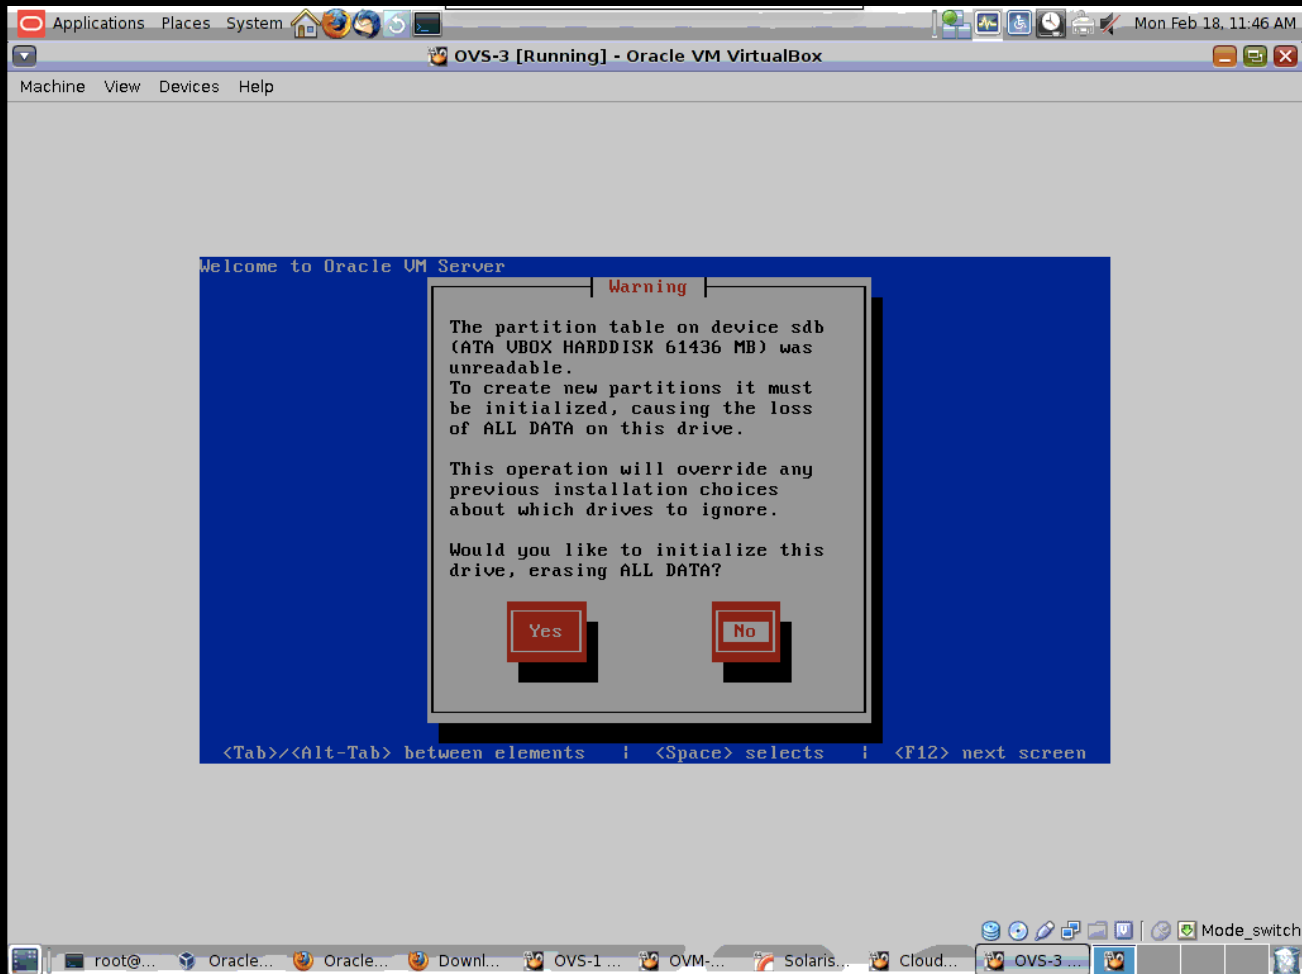 Applications Places System Mon Feb 18, 11:46 AM
OVS-3 [Running] - Oracle VM VirtualBox
Machine View Devices Help
Welcome to Oracle VM Server
Warning
The partition table on device sdb
(ATA VBOX HARDDISK 61436 MB) was
unreadable.
To create new partitions it must
be initialized, causing the loss
of ALL DATA on this drive.
This operation will override any
previous installation choices
about which drives to ignore.
Would you like to initialize this
drive, erasing ALL DATA?
Yes No
<Tab>/<Alt-Tab> between elements | <Space> selects | <F12> next screen
Mode_switch
root@... Oracle... Oracle... Downl... OVS-1 ... OVM-... Solaris... Cloud... OVS-3 ...